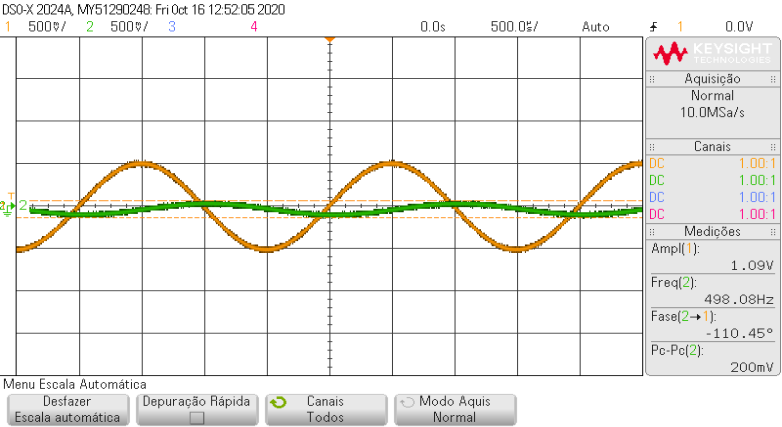 DSO-X 2024A, MY51290248: Fri Oct 16 12:52:05 2020
1 500♉/ 2 500♉/ 3 4 0.0s 500.0㎲/ Auto 1 0.0V
KEYSIGHT
TECHNOLOGIES
Aquisição
Normal
10.0MSa/s
Canais
DC 1.00:1
DC 1.00:1
DC 1.00:1
DC 1.00:1
Medições
Ampl(1):
1.09V
Freq(2):
498.08Hz
Fase(2→1):
-110.45°
Pc-Pc(2):
200mV
T
2
2
Menu Escala Automática
Desfazer
Escala automática
Depuração Rápida
Canais
Todos
Modo Aquis
Normal